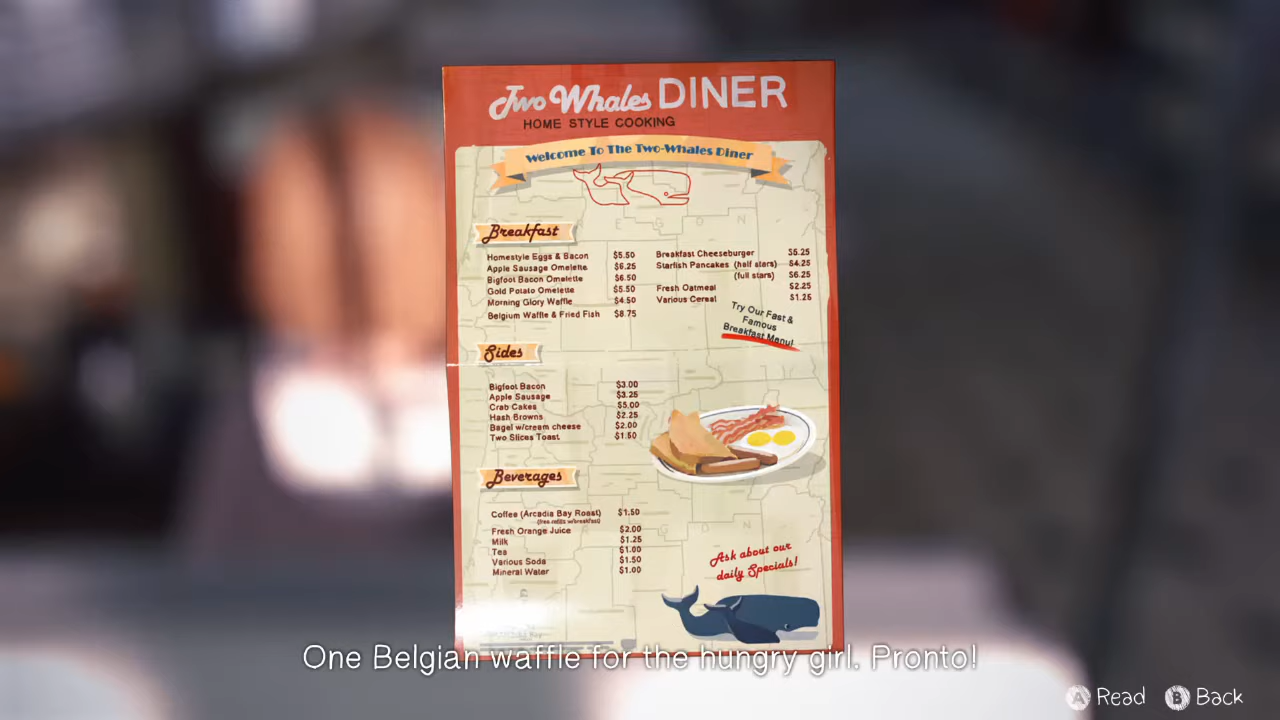 Two Whales DINER
HOME STYLE COOKING
Welcome To The Two-Whales Diner
E G O N
Breakfast
Homestyle Eggs & Bacon $5.50
Apple Sausage Omelette $6.25
Bigfoot Bacon Omelette $6.50
Gold Potato Omelette $5.50
Morning Glory Waffle $4.50
Belgium Waffle & Fried Fish $8.75
Breakfast Cheeseburger $5.25
Starfish Pancakes (half stars) $4.25
(full stars) $6.25
Fresh Oatmeal $2.25
Various Cereal $1.25
Try Our Fast &
Famous
Breakfast Menu!
Sides
Bigfoot Bacon $3.00
Apple Sausage $3.25
Crab Cakes $5.00
Hash Browns $2.25
Bagel w/cream cheese $2.00
Two Slices Toast $1.50
Beverages
Coffee (Arcadia Bay Roast) $1.50
(free refills w/breakfast)
Fresh Orange Juice $2.00
Milk $1.25
Tea $1.00
Various Soda $1.50
Mineral Water $1.00
G O N
Ask about our
daily Specials!
One Belgian waffle for the hungry girl. Pronto!
A Read B Back